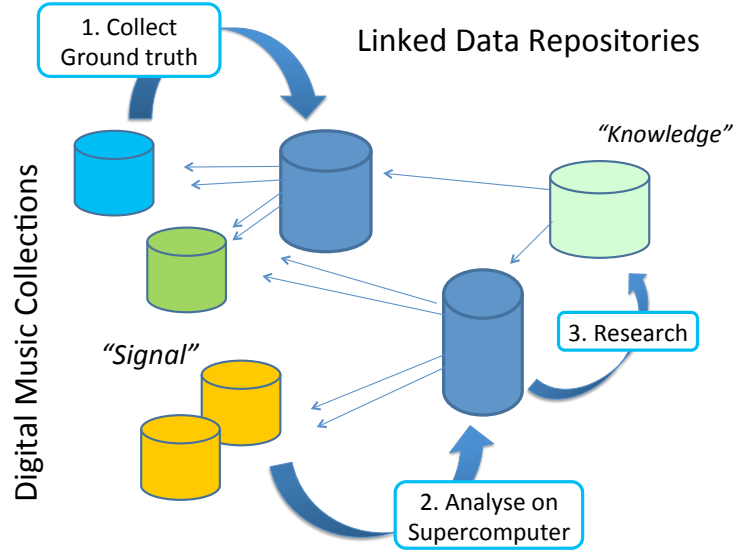 1. Collect
Ground truth
Linked Data Repositories
“Knowledge”
Digital Music Collections
“Signal”
3. Research
2. Analyse on
Supercomputer